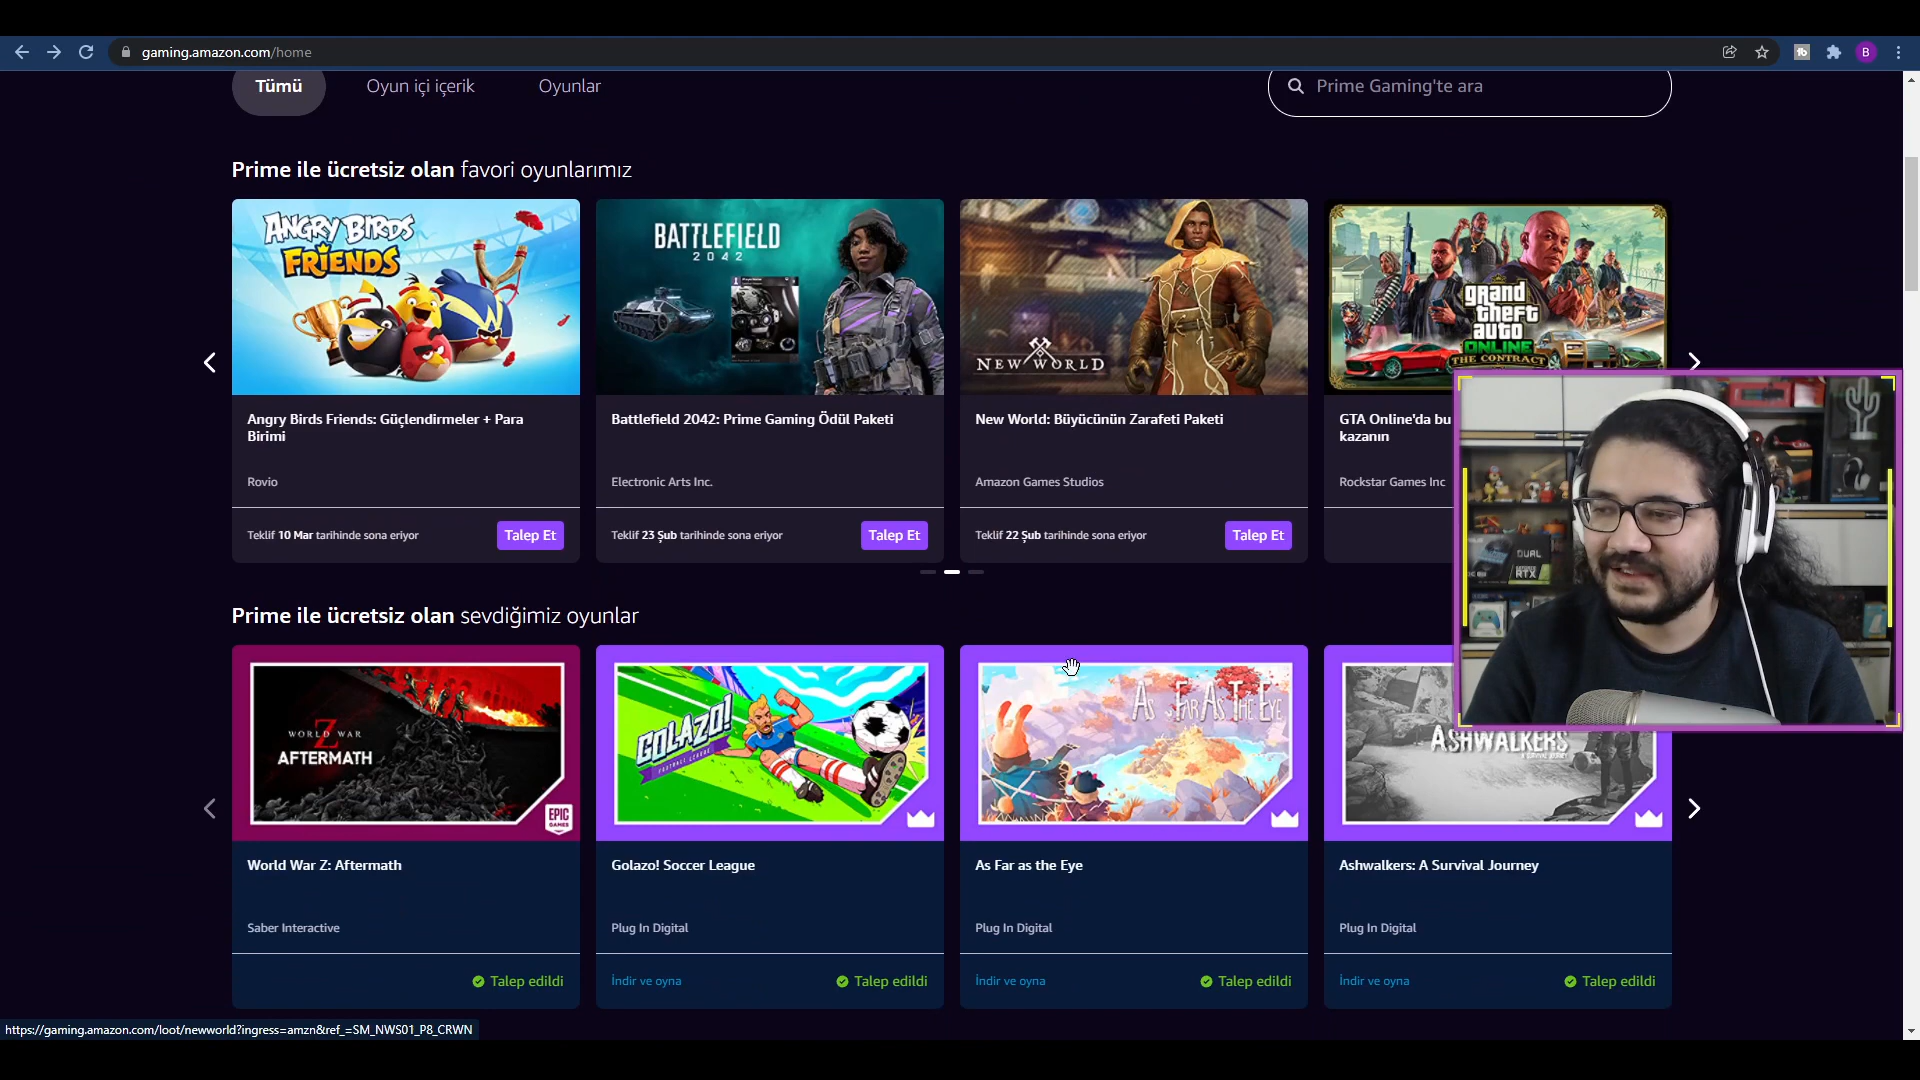 gaming.amazon.com/home
B
Tümü
Oyun içi içerik
Oyunlar
Prime Gaming'te ara
Prime ile ücretsiz olan favori oyunlarımız
ANGRY BIRDS
FRIENDS
BATTLEFIELD
2042
NEW WORLD
grand
theft
auto
ONLINE
THE CONTRACT
Angry Birds Friends: Güçlendirmeler + Para
Birimi
Battlefield 2042: Prime Gaming Ödül Paketi
New World: Büyücünün Zarafeti Paketi
GTA Online'da bu
kazanın
Rovio
Electronic Arts Inc.
Amazon Games Studios
Rockstar Games Inc
Teklif 10 Mar tarihinde sona eriyor
Talep Et
Teklif 23 Şub tarihinde sona eriyor
Talep Et
Teklif 22 Şub tarihinde sona eriyor
Talep Et
DUAL
RTX
Prime ile ücretsiz olan sevdiğimiz oyunlar
WORLD WAR
Z
AFTERMATH
EPIC
GAMES
GOLAZO!
AS FAR AS THE EYE
ASHWALKERS
World War Z: Aftermath
Golazo! Soccer League
As Far as the Eye
Ashwalkers: A Survival Journey
Saber Interactive
Plug In Digital
Plug In Digital
Plug In Digital
Talep edildi
İndir ve oyna
Talep edildi
İndir ve oyna
Talep edildi
İndir ve oyna
Talep edildi
https://gaming.amazon.com/loot/newworld?ingress=amzn&ref_=SM_NWS01_P8_CRWN